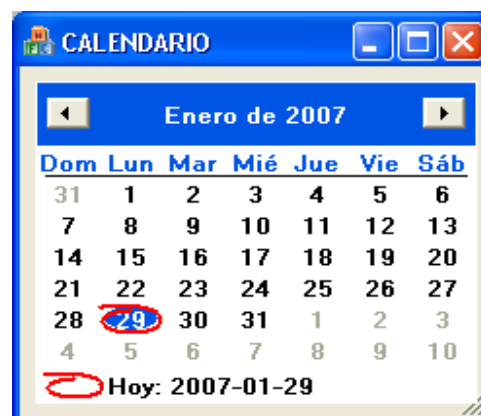 CALENDARIO
Enero de 2007
Dom Lun Mar Mié Jue Vie Sáb
31 1 2 3 4 5 6
7 8 9 10 11 12 13
14 15 16 17 18 19 20
21 22 23 24 25 26 27
28 29 30 31 1 2 3
4 5 6 7 8 9 10
Hoy: 2007-01-29